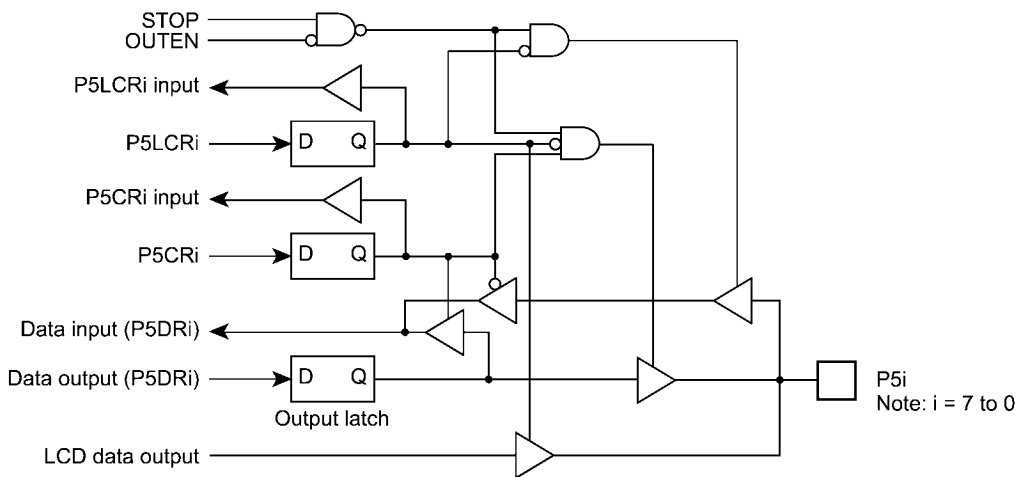 STOP
OUTEN
P5LCRi input
P5LCRi
D Q
P5CRi input
P5CRi
D Q
Data input (P5DRi)
Data output (P5DRi)
D Q
Output latch
P5i
Note: i = 7 to 0
LCD data output